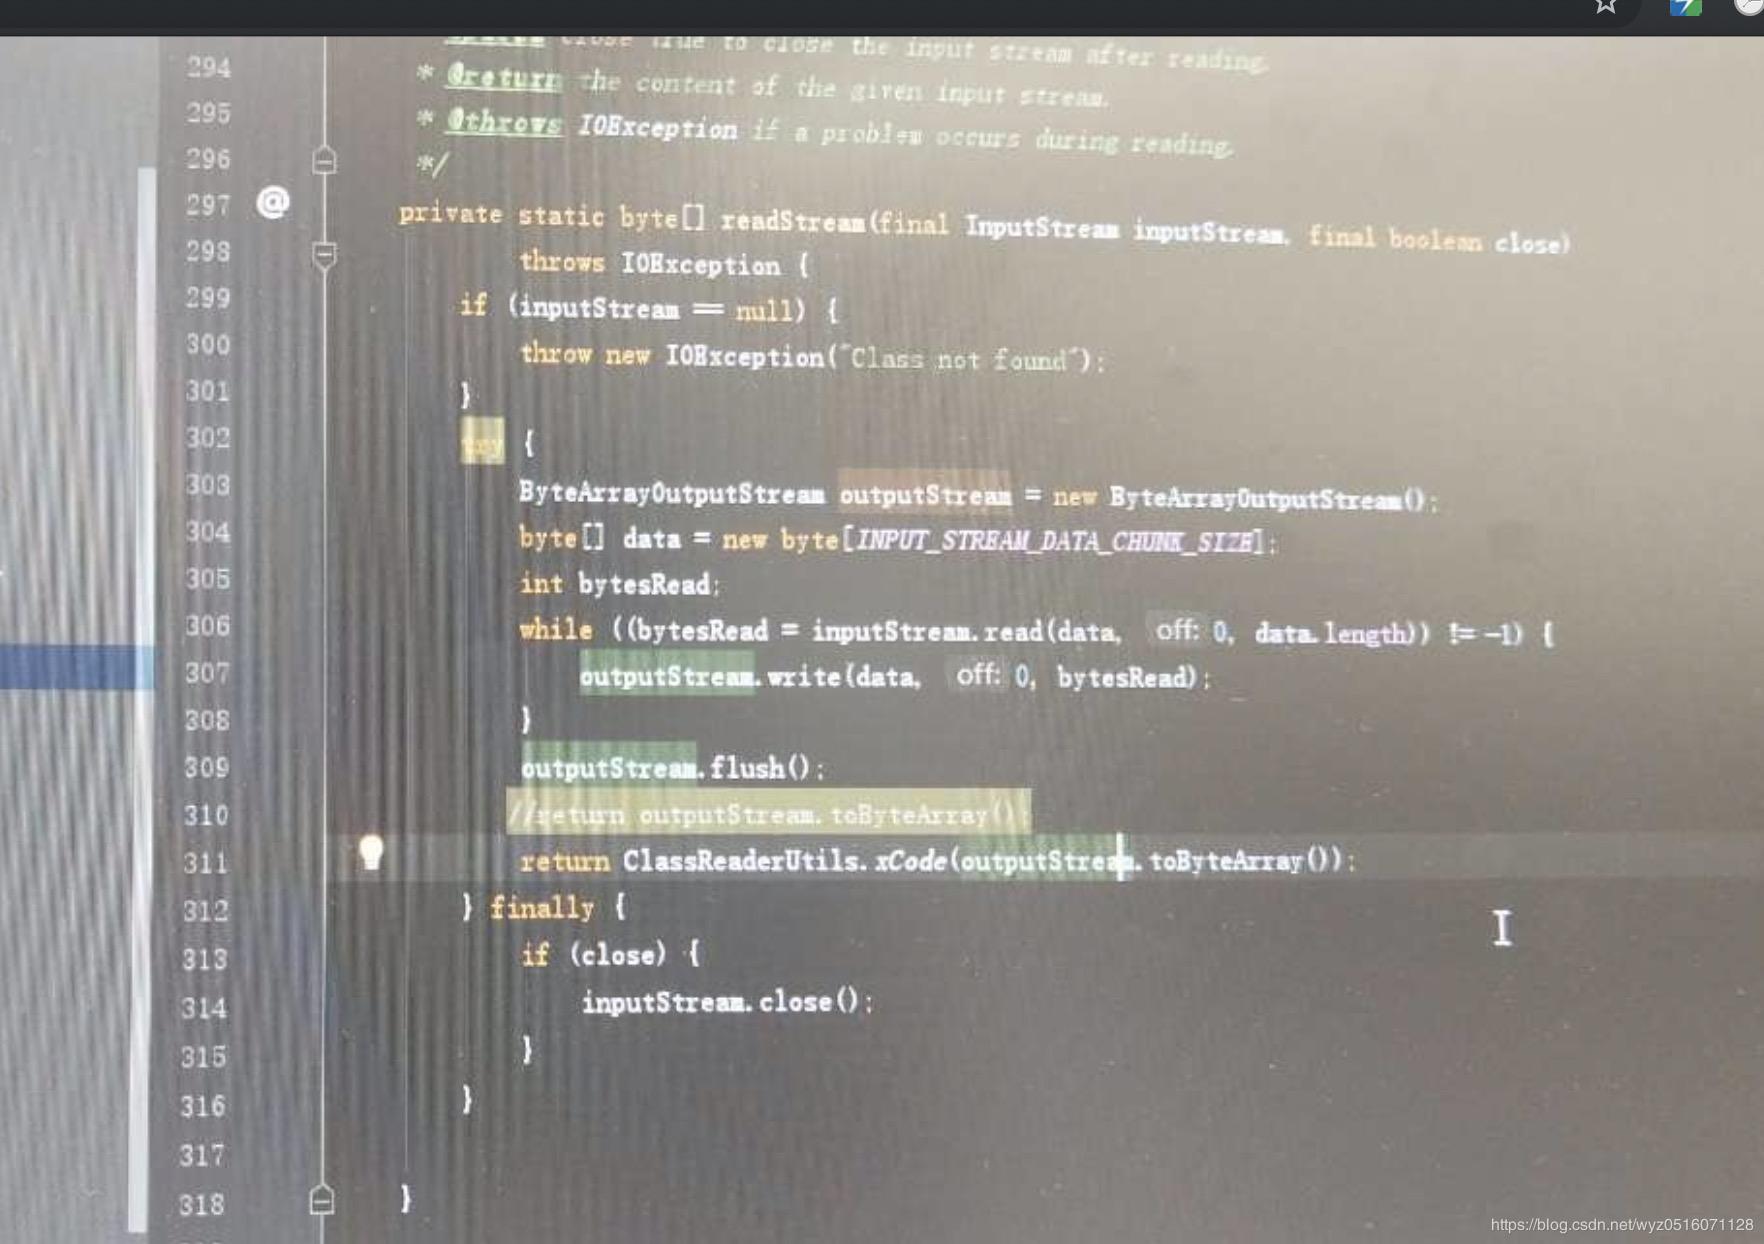 close true to close the input stream after reading.
294 * @return the content of the given input stream.
295 * @throws IOException if a problem occurs during reading.
296 */
297 @ private static byte[] readStream(final InputStream inputStream, final boolean close)
298 throws IOException {
299 if (inputStream == null) {
300 throw new IOException("Class not found");
301 }
302 try {
303 ByteArrayOutputStream outputStream = new ByteArrayOutputStream();
304 byte[] data = new byte[INPUT_STREAM_DATA_CHUNK_SIZE];
305 int bytesRead;
306 while ((bytesRead = inputStream.read(data, off: 0, data.length)) != -1) {
307 outputStream.write(data, off: 0, bytesRead);
308 }
309 outputStream.flush();
310 //return outputStream.toByteArray();
311 return ClassReaderUtils.xCode(outputStream.toByteArray());
312 } finally {
313 if (close) {
314 inputStream.close();
315 }
316 }
317
318 }
https://blog.csdn.net/wyz0516071128